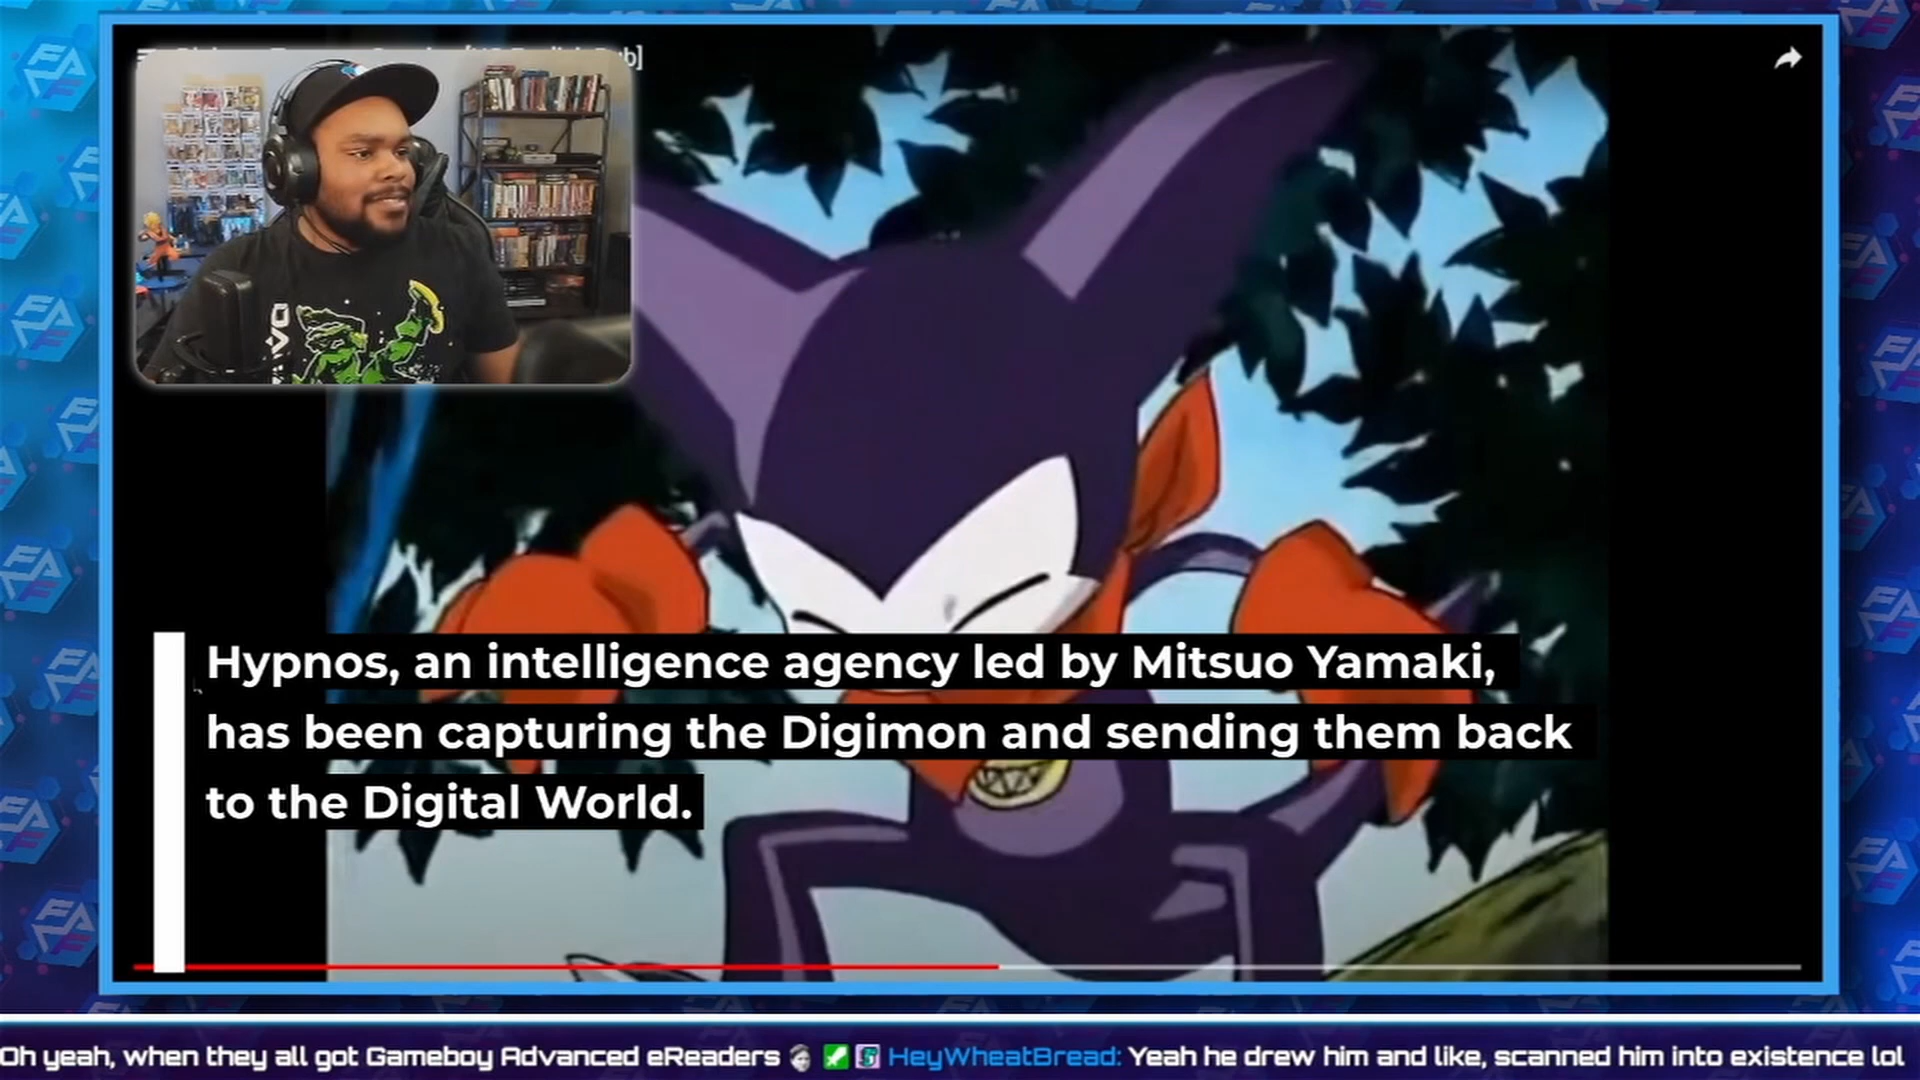 Hypnos, an intelligence agency led by Mitsuo Yamaki,
has been capturing the Digimon and sending them back
to the Digital World.
Oh yeah, when they all got Gameboy Advanced eReaders HeyWheatBread: Yeah he drew him and like, scanned him into existence lol